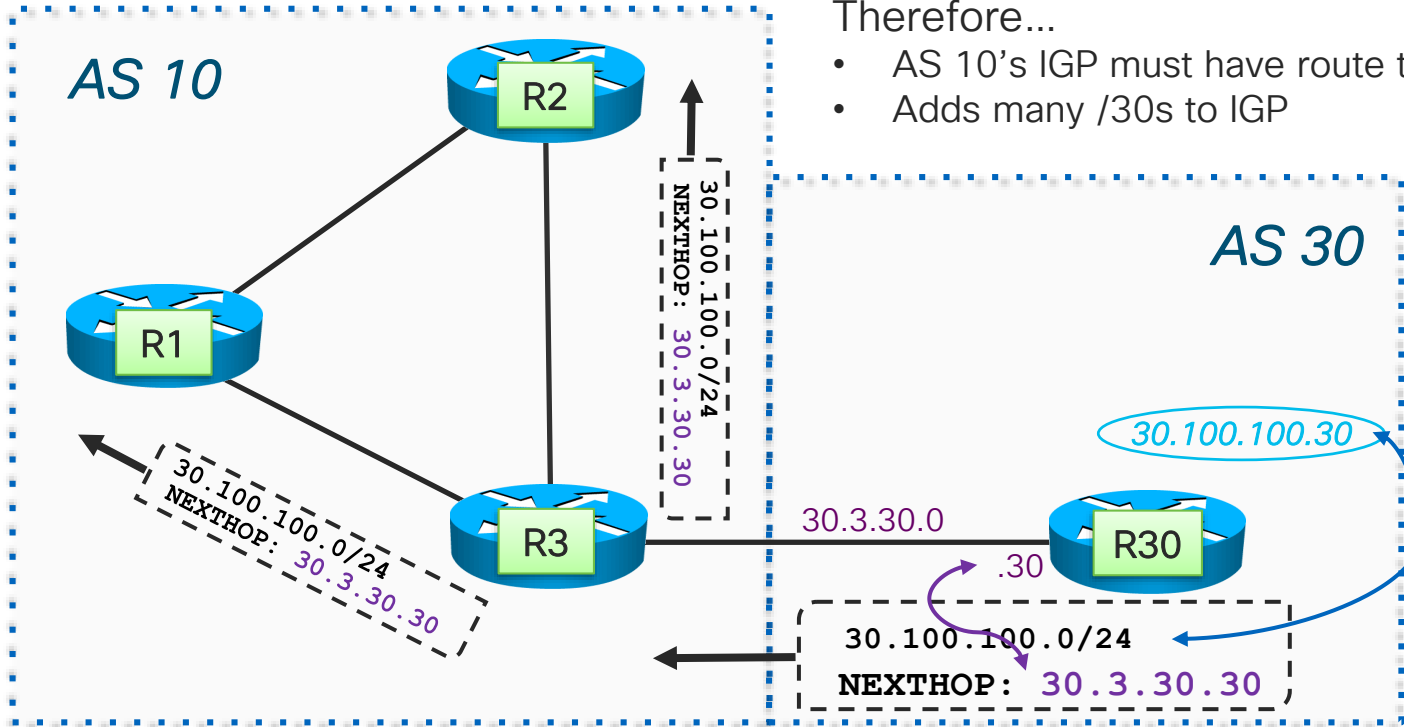 Therefore...
• AS 10's IGP must have route t
• Adds many /30s to IGP
AS 10
R2
30.100.100.0/24
NEXTHOP: 30.3.30.30
AS 30
R1
30.100.100.30
30.100.100.0/24
NEXTHOP: 30.3.30.30
R3
30.3.30.0
.30
R30
30.100.100.0/24
NEXTHOP: 30.3.30.30